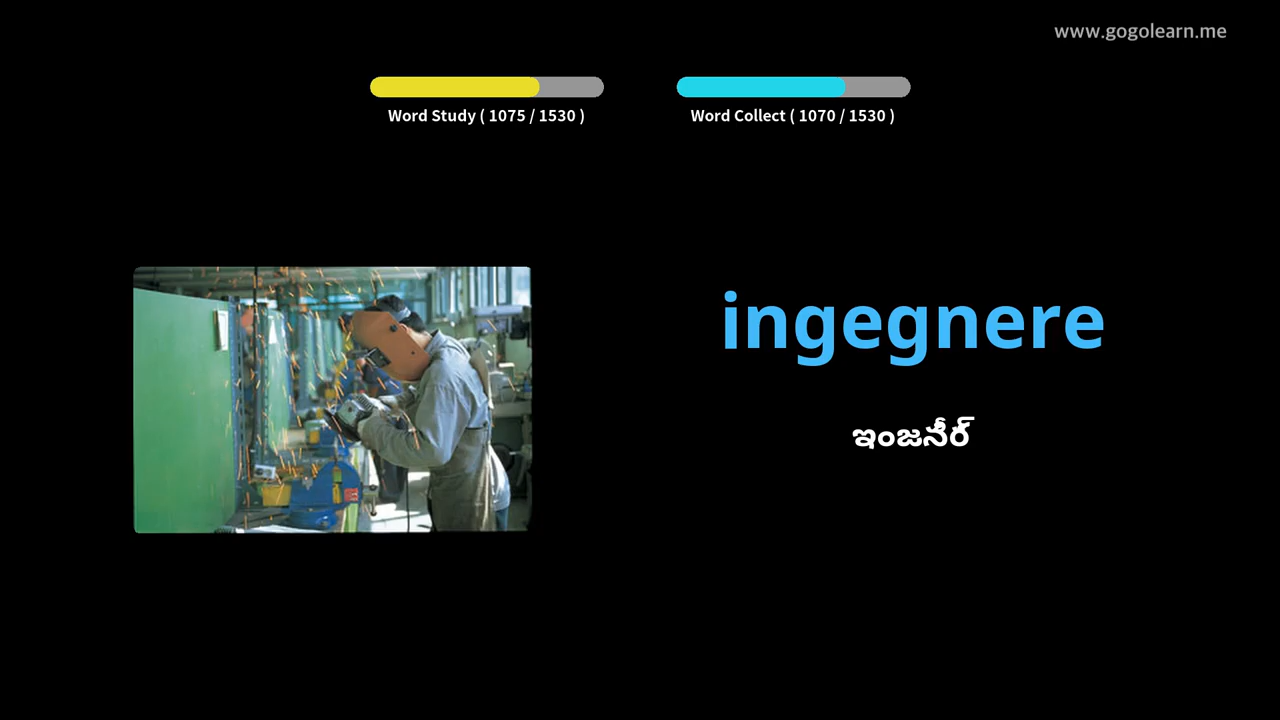 www.gogolearn.me
Word Study ( 1075 / 1530 )
Word Collect ( 1070 / 1530 )
ingegnere
ఇంజనీర్